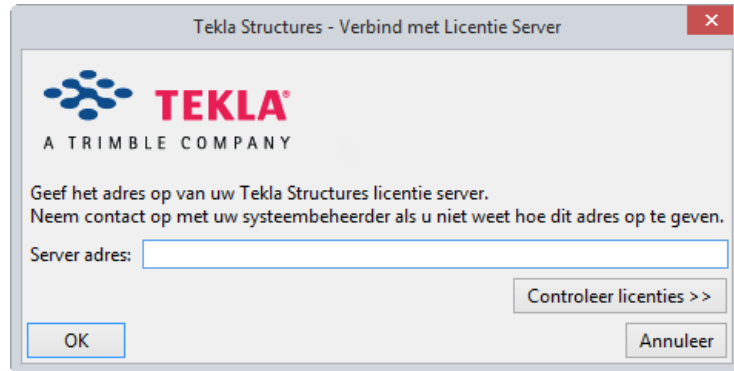 Tekla Structures - Verbind met Licentie Server
TEKLA®
A TRIMBLE COMPANY
Geef het adres op van uw Tekla Structures licentie server.
Neem contact op met uw systeembeheerder als u niet weet hoe dit adres op te geven.
Server adres:
Controleer licenties >>
OK Annuleer